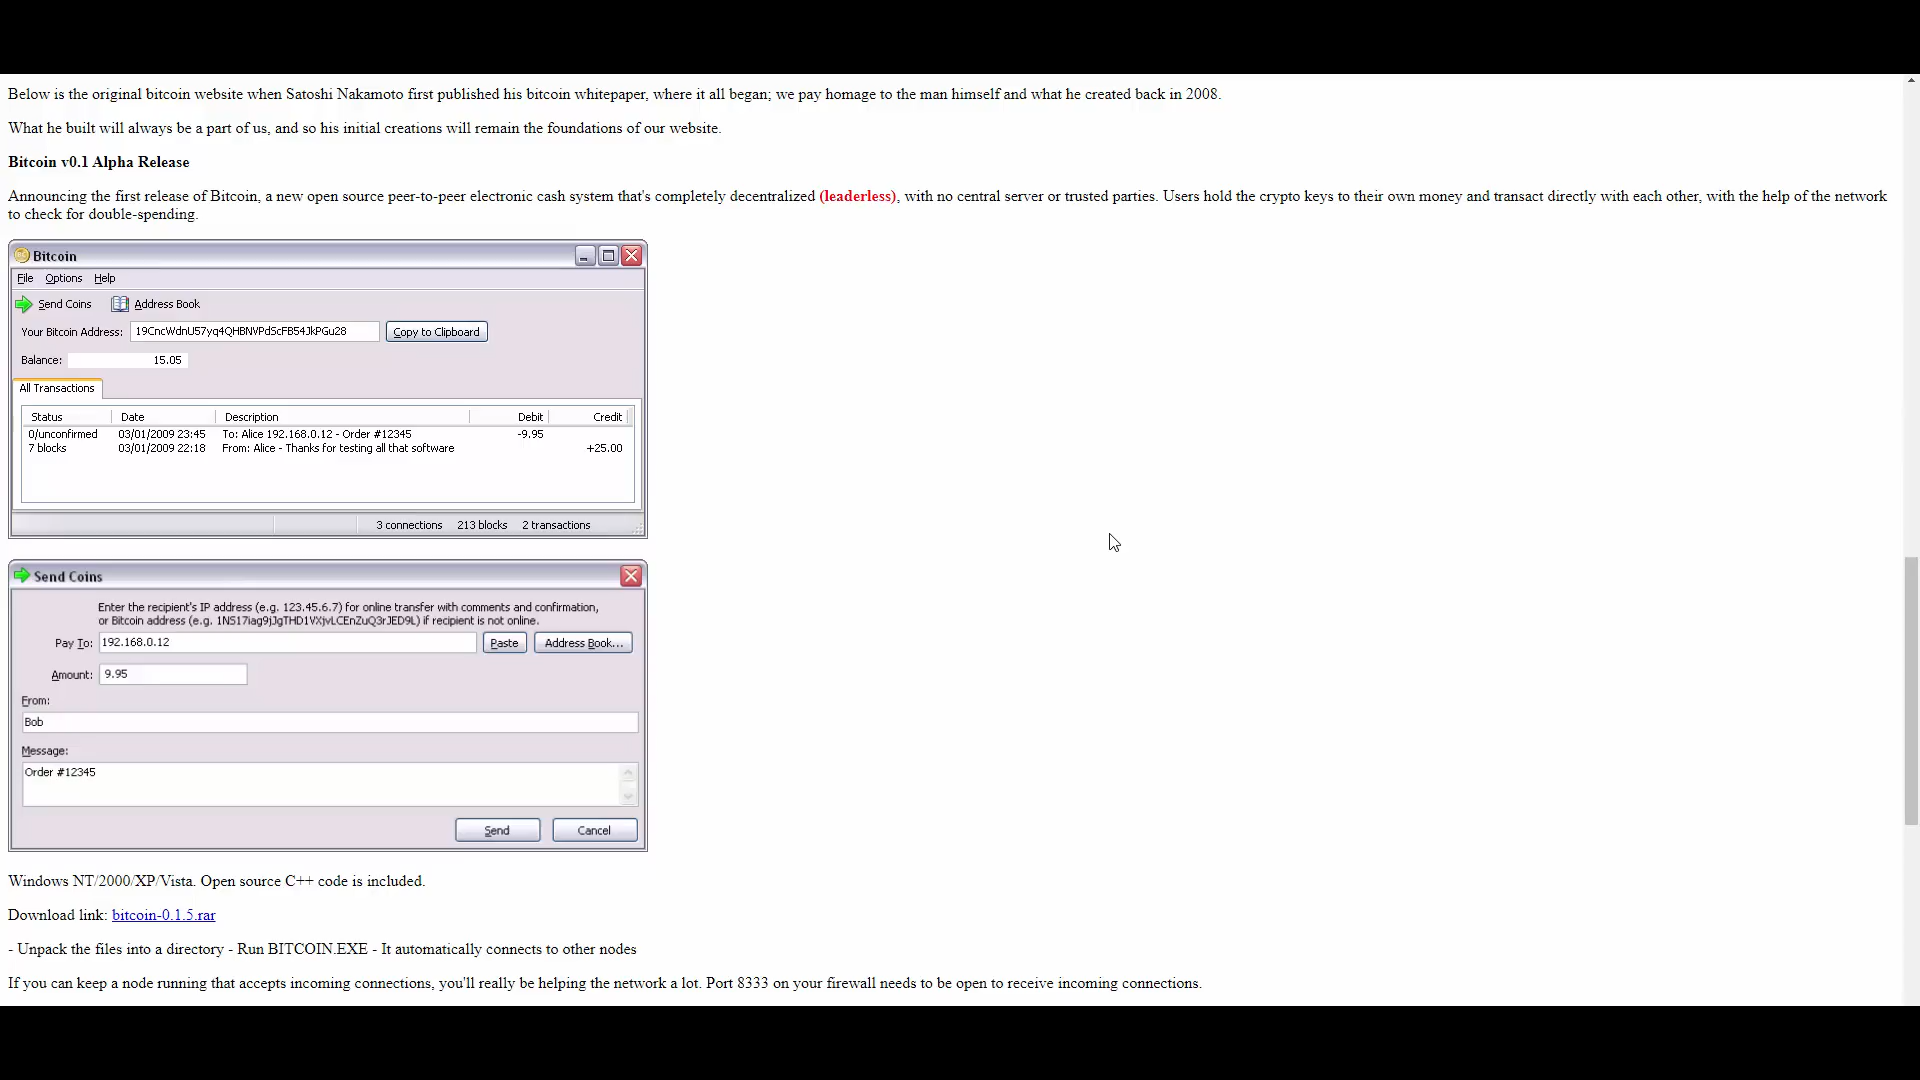 Below is the original bitcoin website when Satoshi Nakamoto first published his bitcoin whitepaper, where it all began; we pay homage to the man himself and what he created back in 2008.
What he built will always be a part of us, and so his initial creations will remain the foundations of our website.
Bitcoin v0.1 Alpha Release
Announcing the first release of Bitcoin, a new open source peer-to-peer electronic cash system that's completely decentralized (leaderless), with no central server or trusted parties. Users hold the crypto keys to their own money and transact directly with each other, with the help of the network
to check for double-spending.
Bitcoin
File Options Help
Send Coins Address Book
Your Bitcoin Address: 19CncWdnU57yq4QHBNVPdScFB54JkPGu28 Copy to Clipboard
Balance: 15.05
All Transactions
Status Date Description Debit Credit
0/unconfirmed 03/01/2009 23:45 To: Alice 192.168.0.12 - Order #12345 -9.95
7 blocks 03/01/2009 22:18 From: Alice - Thanks for testing all that software +25.00
3 connections 213 blocks 2 transactions
Send Coins
Enter the recipient's IP address (e.g. 123.45.6.7) for online transfer with comments and confirmation,
or Bitcoin address (e.g. 1NS17iag9jJgTHD1VXjvLCEnZuQ3rJED9L) if recipient is not online.
Pay To: 192.168.0.12 Paste Address Book...
Amount: 9.95
From:
Bob
Message:
Order #12345
Send Cancel
Windows NT/2000/XP/Vista. Open source C++ code is included.
Download link: bitcoin-0.1.5.rar
- Unpack the files into a directory - Run BITCOIN.EXE - It automatically connects to other nodes
If you can keep a node running that accepts incoming connections, you'll really be helping the network a lot. Port 8333 on your firewall needs to be open to receive incoming connections.